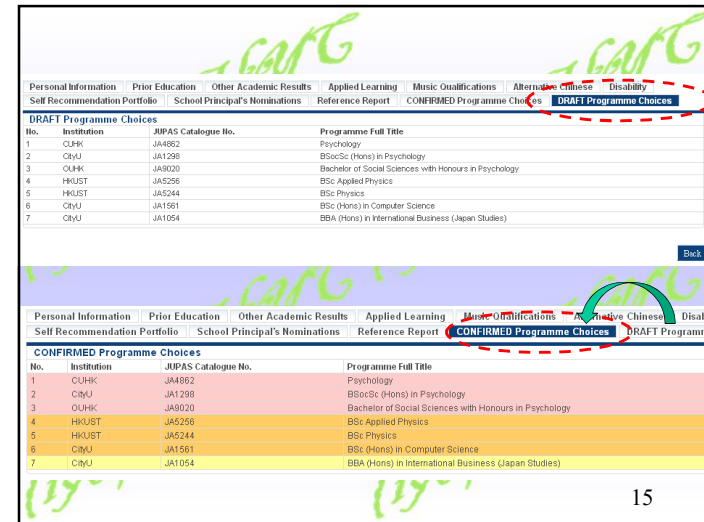 Personal Information Prior Education Other Academic Results Applied Learning Music Qualifications Alternative Chinese Disability
Self Recommendation Portfolio School Principal's Nominations Reference Report CONFIRMED Programme Choices DRAFT Programme Choices
DRAFT Programme Choices
No. Institution JUPAS Catalogue No. Programme Full Title
1 CUHK JA4862 Psychology
2 CityU JA1298 BSocSc (Hons) in Psychology
3 OUHK JA9020 Bachelor of Social Sciences with Honours in Psychology
4 HKUST JA5256 BSc Applied Physics
5 HKUST JA5244 BSc Physics
6 CityU JA1561 BSc (Hons) in Computer Science
7 CityU JA1054 BBA (Hons) in International Business (Japan Studies)
Back
Personal Information Prior Education Other Academic Results Applied Learning Music Qualifications Chinese Disab
Self Recommendation Portfolio School Principal's Nominations Reference Report CONFIRMED Programme Choices DRAFT Programm
CONFIRMED Programme Choices
No. Institution JUPAS Catalogue No. Programme Full Title
1 CUHK JA4862 Psychology
2 CityU JA1298 BSocSc (Hons) in Psychology
3 OUHK JA9020 Bachelor of Social Sciences with Honours in Psychology
4 HKUST JA5256 BSc Applied Physics
5 HKUST JA5244 BSc Physics
6 CityU JA1561 BSc (Hons) in Computer Science
7 CityU JA1054 BBA (Hons) in International Business (Japan Studies)
15